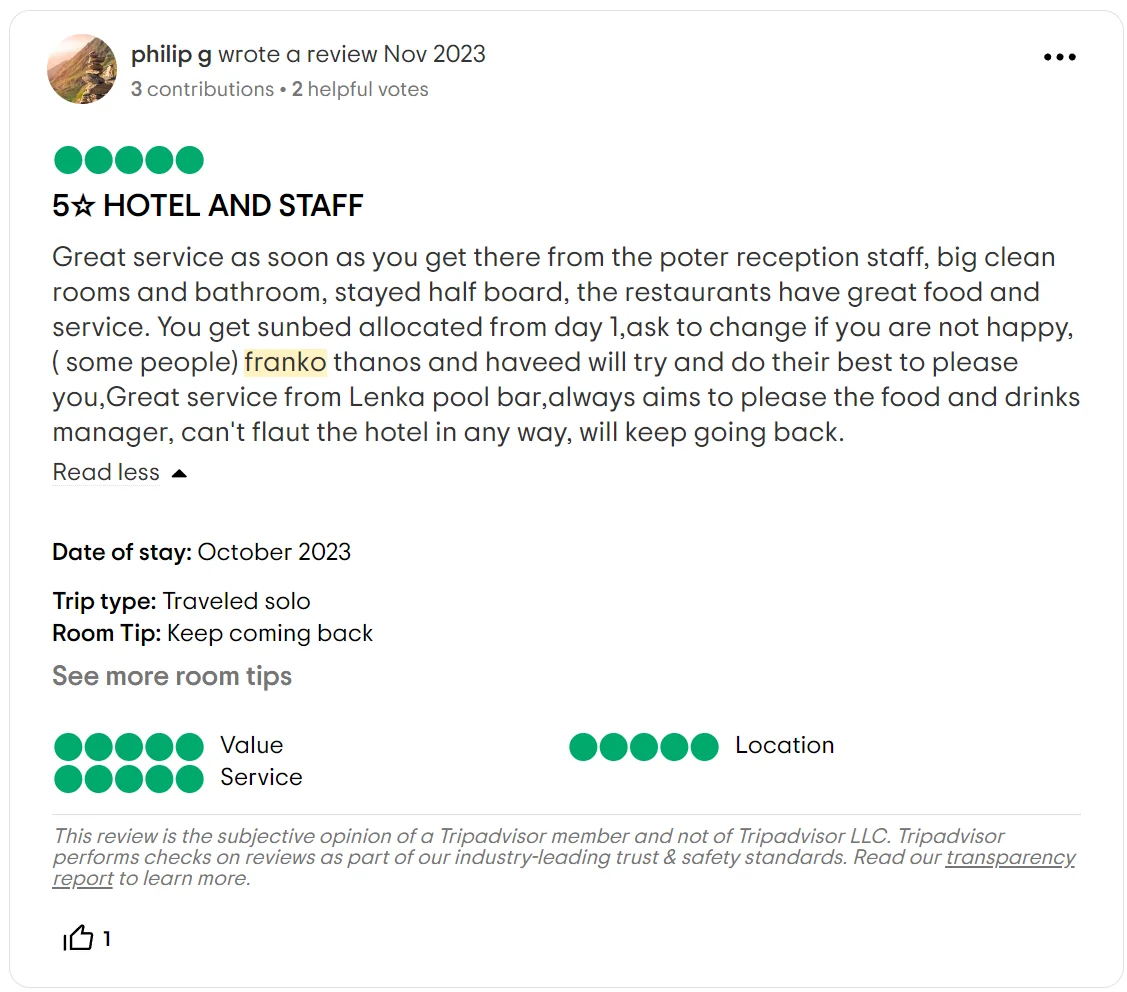 philip g wrote a review Nov 2023
3 contributions • 2 helpful votes
5☆ HOTEL AND STAFF
Great service as soon as you get there from the poter reception staff, big clean
rooms and bathroom, stayed half board, the restaurants have great food and
service. You get sunbed allocated from day 1,ask to change if you are not happy,
( some people) franko thanos and haveed will try and do their best to please
you,Great service from Lenka pool bar,always aims to please the food and drinks
manager, can't flaut the hotel in any way, will keep going back.
Read less
Date of stay: October 2023
Trip type: Traveled solo
Room Tip: Keep coming back
See more room tips
Value
Location
Service
This review is the subjective opinion of a Tripadvisor member and not of Tripadvisor LLC. Tripadvisor
performs checks on reviews as part of our industry-leading trust & safety standards. Read our transparency
report to learn more.
1